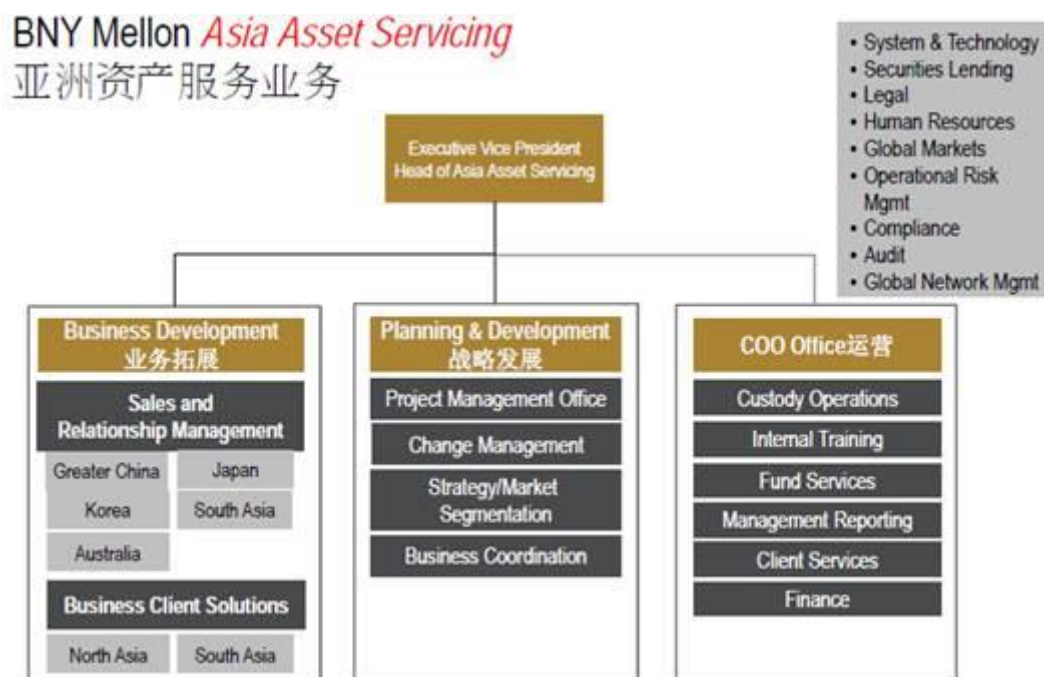 BNY Mellon Asia Asset Servicing
亚洲资产服务业务
• System & Technology
• Securities Lending
• Legal
• Human Resources
• Global Markets
• Operational Risk
Mgmt
• Compliance
• Audit
• Global Network Mgmt
Executive Vice President
Head of Asia Asset Servicing
Business Development
业务拓展
Sales and
Relationship Management
Greater China
Japan
Korea
South Asia
Australia
Business Client Solutions
North Asia
South Asia
Planning & Development
战略发展
Project Management Office
Change Management
Strategy/Market
Segmentation
Business Coordination
COO Office运营
Custody Operations
Internal Training
Fund Services
Management Reporting
Client Services
Finance